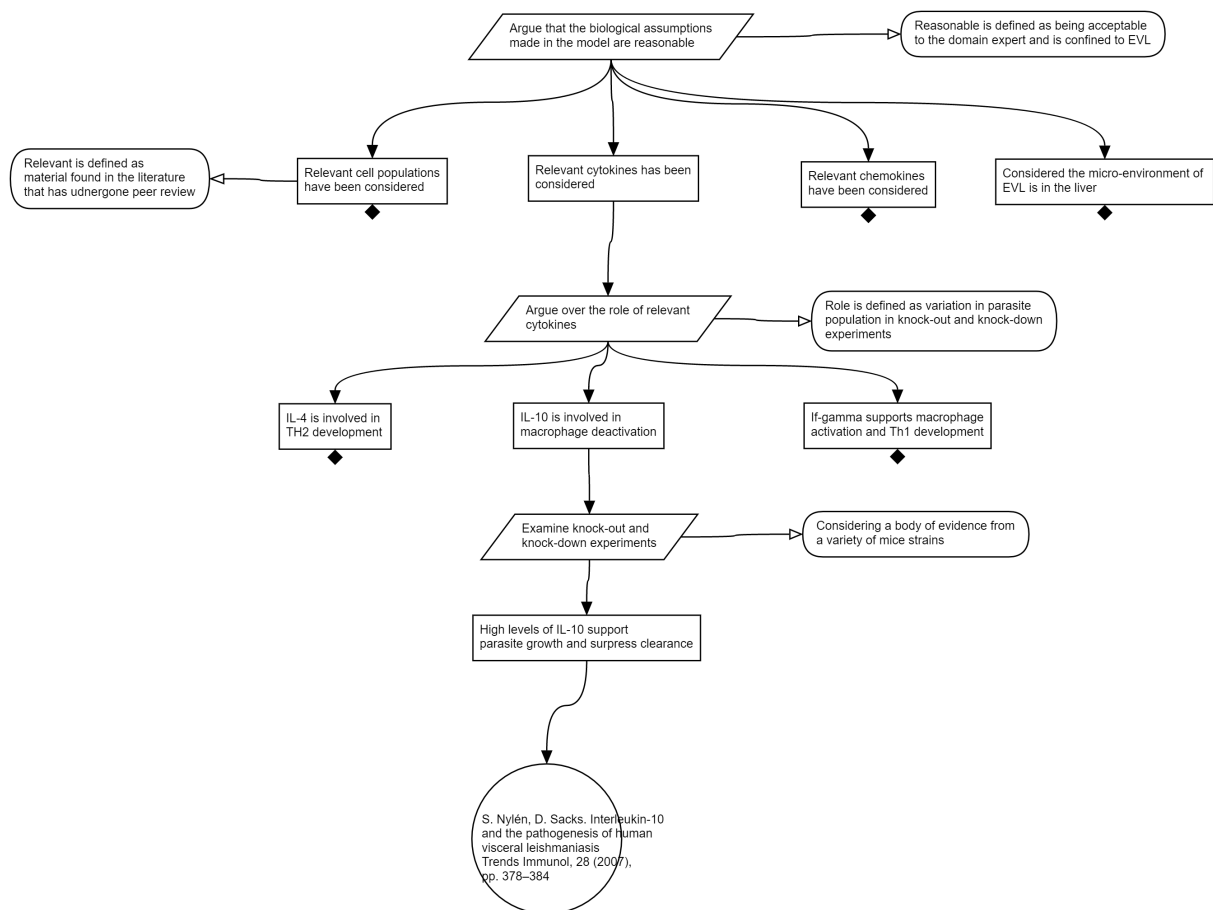 Argue that the biological assumptions
made in the model are reasonable
Reasonable is defined as being acceptable
to the domain expert and is confined to EVL
Relevant is defined as
material found in the literature
that has udnergone peer review
Relevant cell populations
have been considered
Relevant cytokines has been
considered
Relevant chemokines
have been considered
Considered the micro-environment of
EVL is in the liver
Argue over the role of relevant
cytokines
Role is defined as variation in parasite
population in knock-out and knock-down
experiments
IL-4 is involved in
TH2 development
IL-10 is involved in
macrophage deactivation
If-gamma supports macrophage
activation and Th1 development
Examine knock-out and
knock-down experiments
Considering a body of evidence from
a variety of mice strains
High levels of IL-10 support
parasite growth and surpress clearance
S. Nylén, D. Sacks. Interleukin-10
and the pathogenesis of human
visceral leishmaniasis
Trends Immunol, 28 (2007),
pp. 378–384